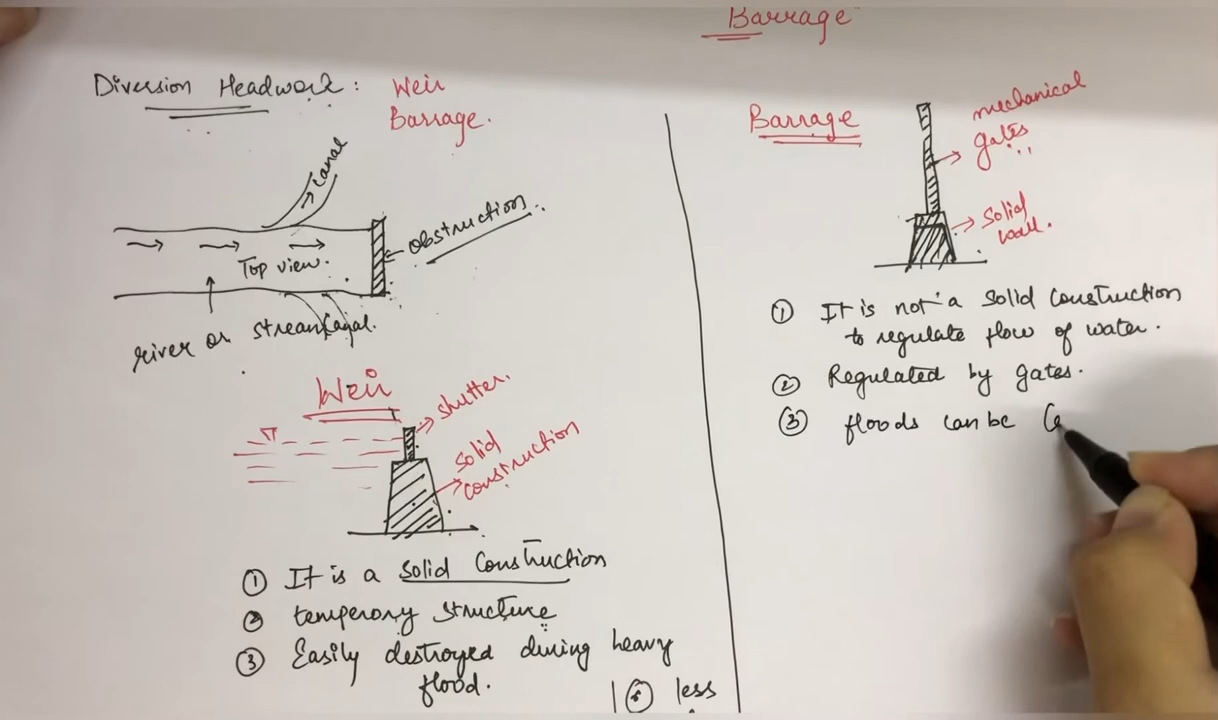 Barrage
Diversion Headwork: Weir
Barrage.
canal
obstruction.
Top view.
river or stream
Canal.
Weir
shutter.
solid
construction
① It is a solid Construction
② temperory structure
③ Easily destroyed during heavy
flood.
less
Barrage
mechanical
gates
solid
wall.
① It is not a solid construction
to regulate flow of water.
② Regulated by gates.
③ floods can be